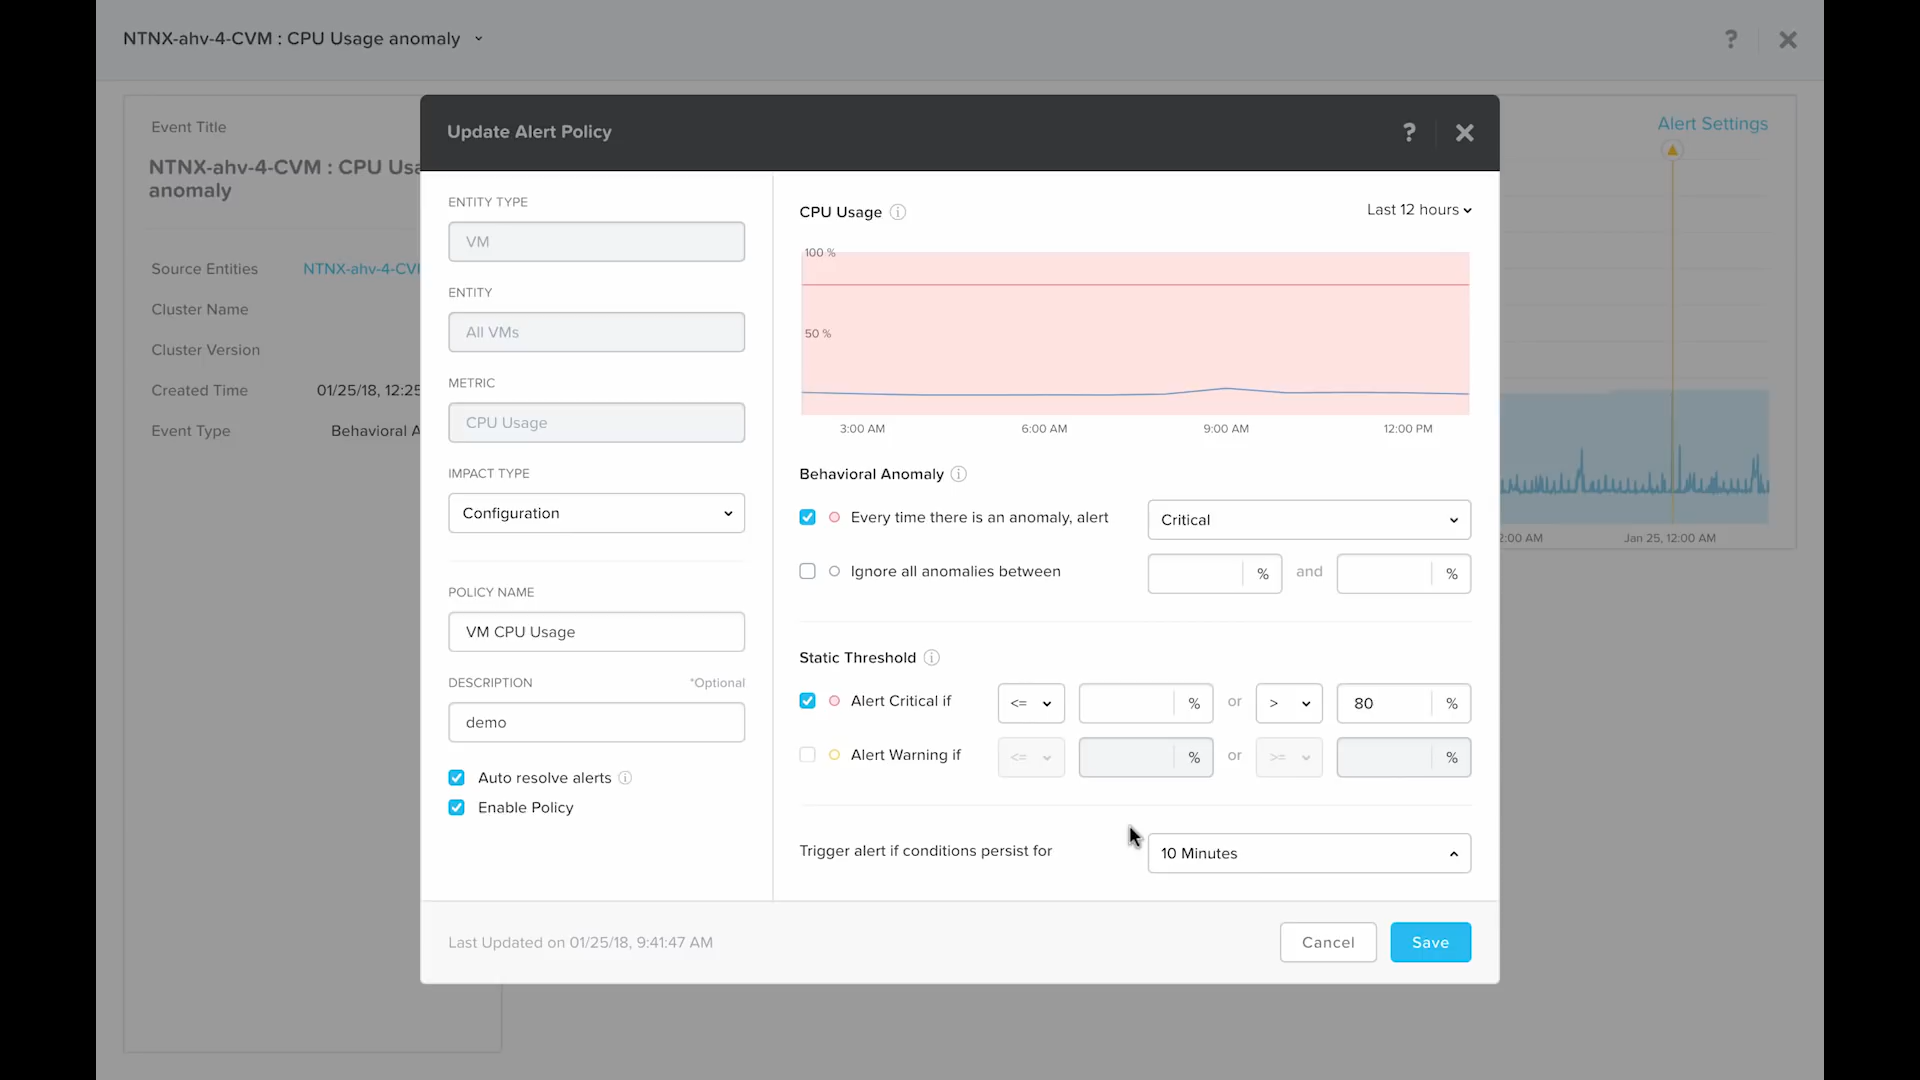 NTNX-ahv-4-CVM : CPU Usage anomaly
?
Event Title
NTNX-ahv-4-CVM : CPU Usa
anomaly
Source Entities NTNX-ahv-4-CVM
Cluster Name
Cluster Version
Created Time 01/25/18, 12:25
Event Type Behavioral A
Alert Settings
2:00 AM Jan 25, 12:00 AM
Update Alert Policy
?
ENTITY TYPE
VM
ENTITY
All VMs
METRIC
CPU Usage
IMPACT TYPE
Configuration
POLICY NAME
VM CPU Usage
DESCRIPTION *Optional
demo
Auto resolve alerts
Enable Policy
CPU Usage Last 12 hours
100 %
50 %
3:00 AM 6:00 AM 9:00 AM 12:00 PM
Behavioral Anomaly
Every time there is an anomaly, alert Critical
Ignore all anomalies between % and %
Static Threshold
Alert Critical if <= % or > 80 %
Alert Warning if <= % or >= %
Trigger alert if conditions persist for 10 Minutes
Last Updated on 01/25/18, 9:41:47 AM
Cancel Save